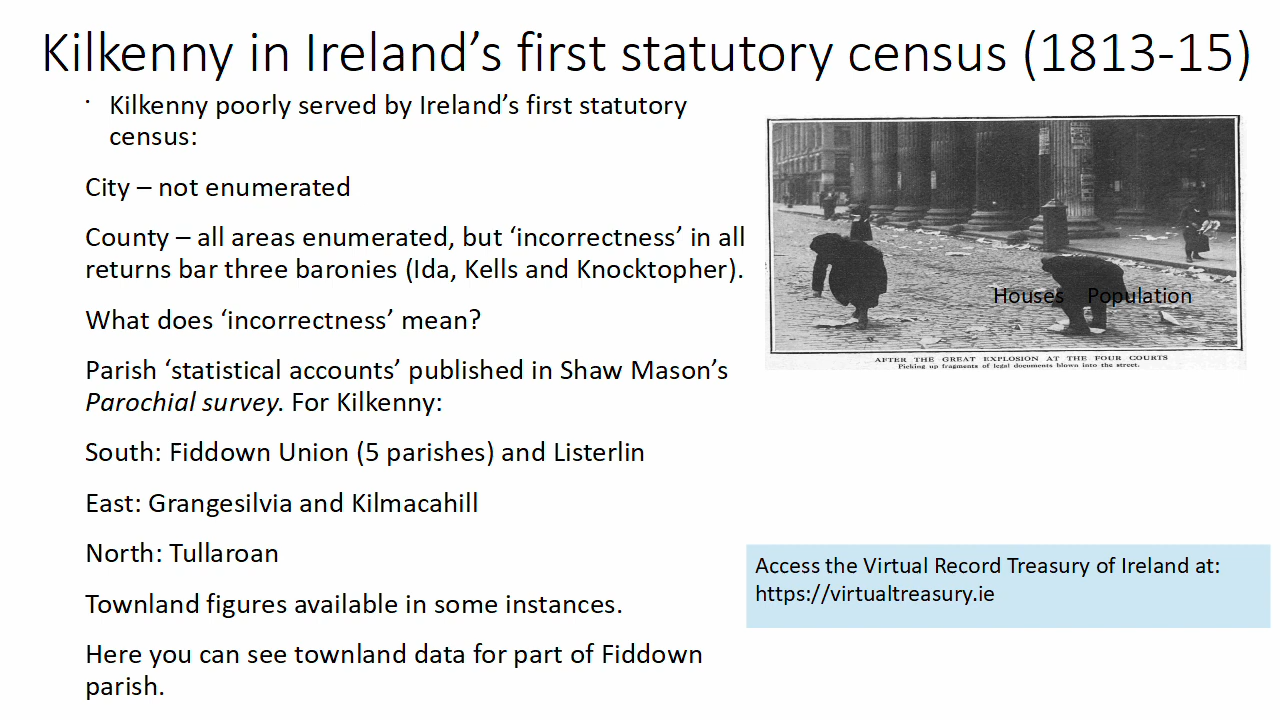 Kilkenny in Ireland’s first statutory census (1813-15)
· Kilkenny poorly served by Ireland’s first statutory
census:
City – not enumerated
County – all areas enumerated, but ‘incorrectness’ in all
returns bar three baronies (Ida, Kells and Knocktopher).
What does ‘incorrectness’ mean?
Parish ‘statistical accounts’ published in Shaw Mason’s
Parochial survey. For Kilkenny:
South: Fiddown Union (5 parishes) and Listerlin
East: Grangesilvia and Kilmacahill
North: Tullaroan
Townland figures available in some instances.
Here you can see townland data for part of Fiddown
parish.
Houses Population
AFTER THE GREAT EXPLOSION AT THE FOUR COURTS
Picking up fragments of legal documents blown into the street.
Access the Virtual Record Treasury of Ireland at:
https://virtualtreasury.ie